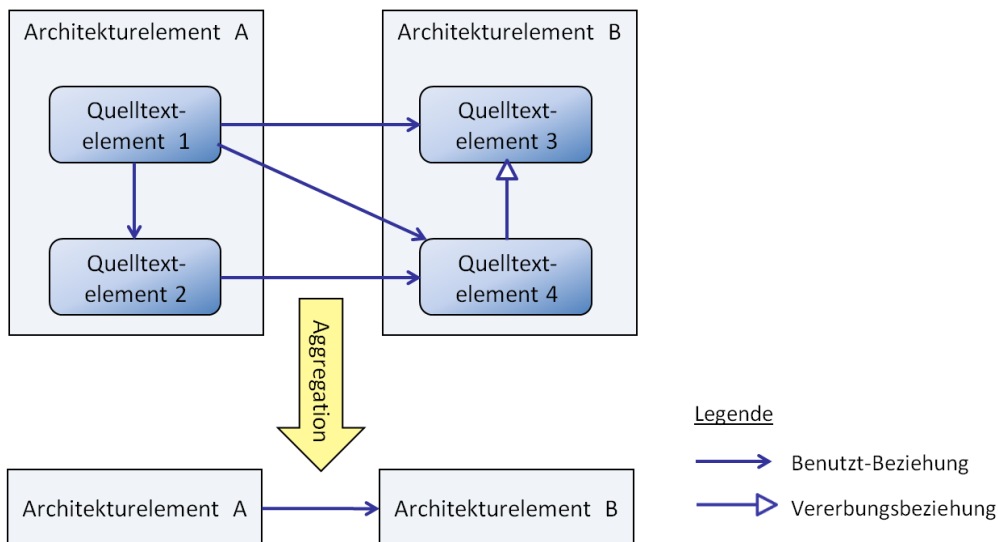 Architekturelement A
Architekturelement B
Quelltext-
element 1
Quelltext-
element 3
Quelltext-
element 2
Quelltext-
element 4
Aggregation
Legende
Benutzt-Beziehung
Vererbungsbeziehung
Architekturelement A
Architekturelement B